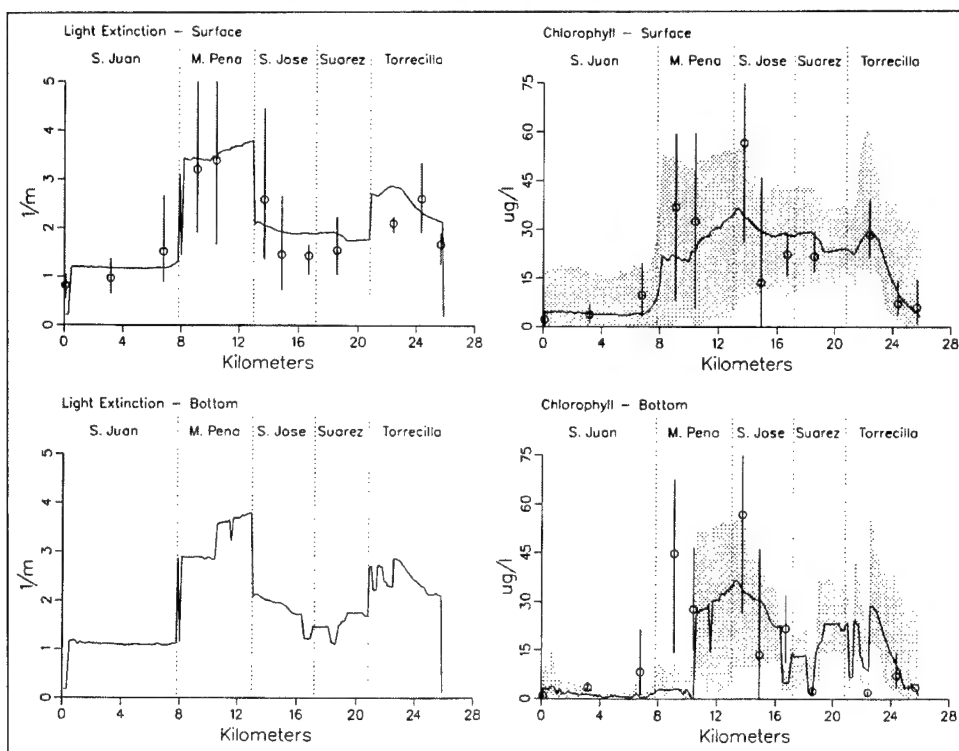 Light Extinction - Surface
S. Juan M. Pena S. Jose Suarez Torrecilla
5
4
3
2
1
0
1/m
0 4 8 12 16 20 24 28
Kilometers
Chlorophyll - Surface
S. Juan M. Pena S. Jose Suarez Torrecilla
75
60
45
30
15
0
ug/l
0 4 8 12 16 20 24 28
Kilometers
Light Extinction - Bottom
S. Juan M. Pena S. Jose Suarez Torrecilla
5
4
3
2
1
0
1/m
0 4 8 12 16 20 24 28
Kilometers
Chlorophyll - Bottom
S. Juan M. Pena S. Jose Suarez Torrecilla
75
60
45
30
15
0
ug/l
0 4 8 12 16 20 24 28
Kilometers